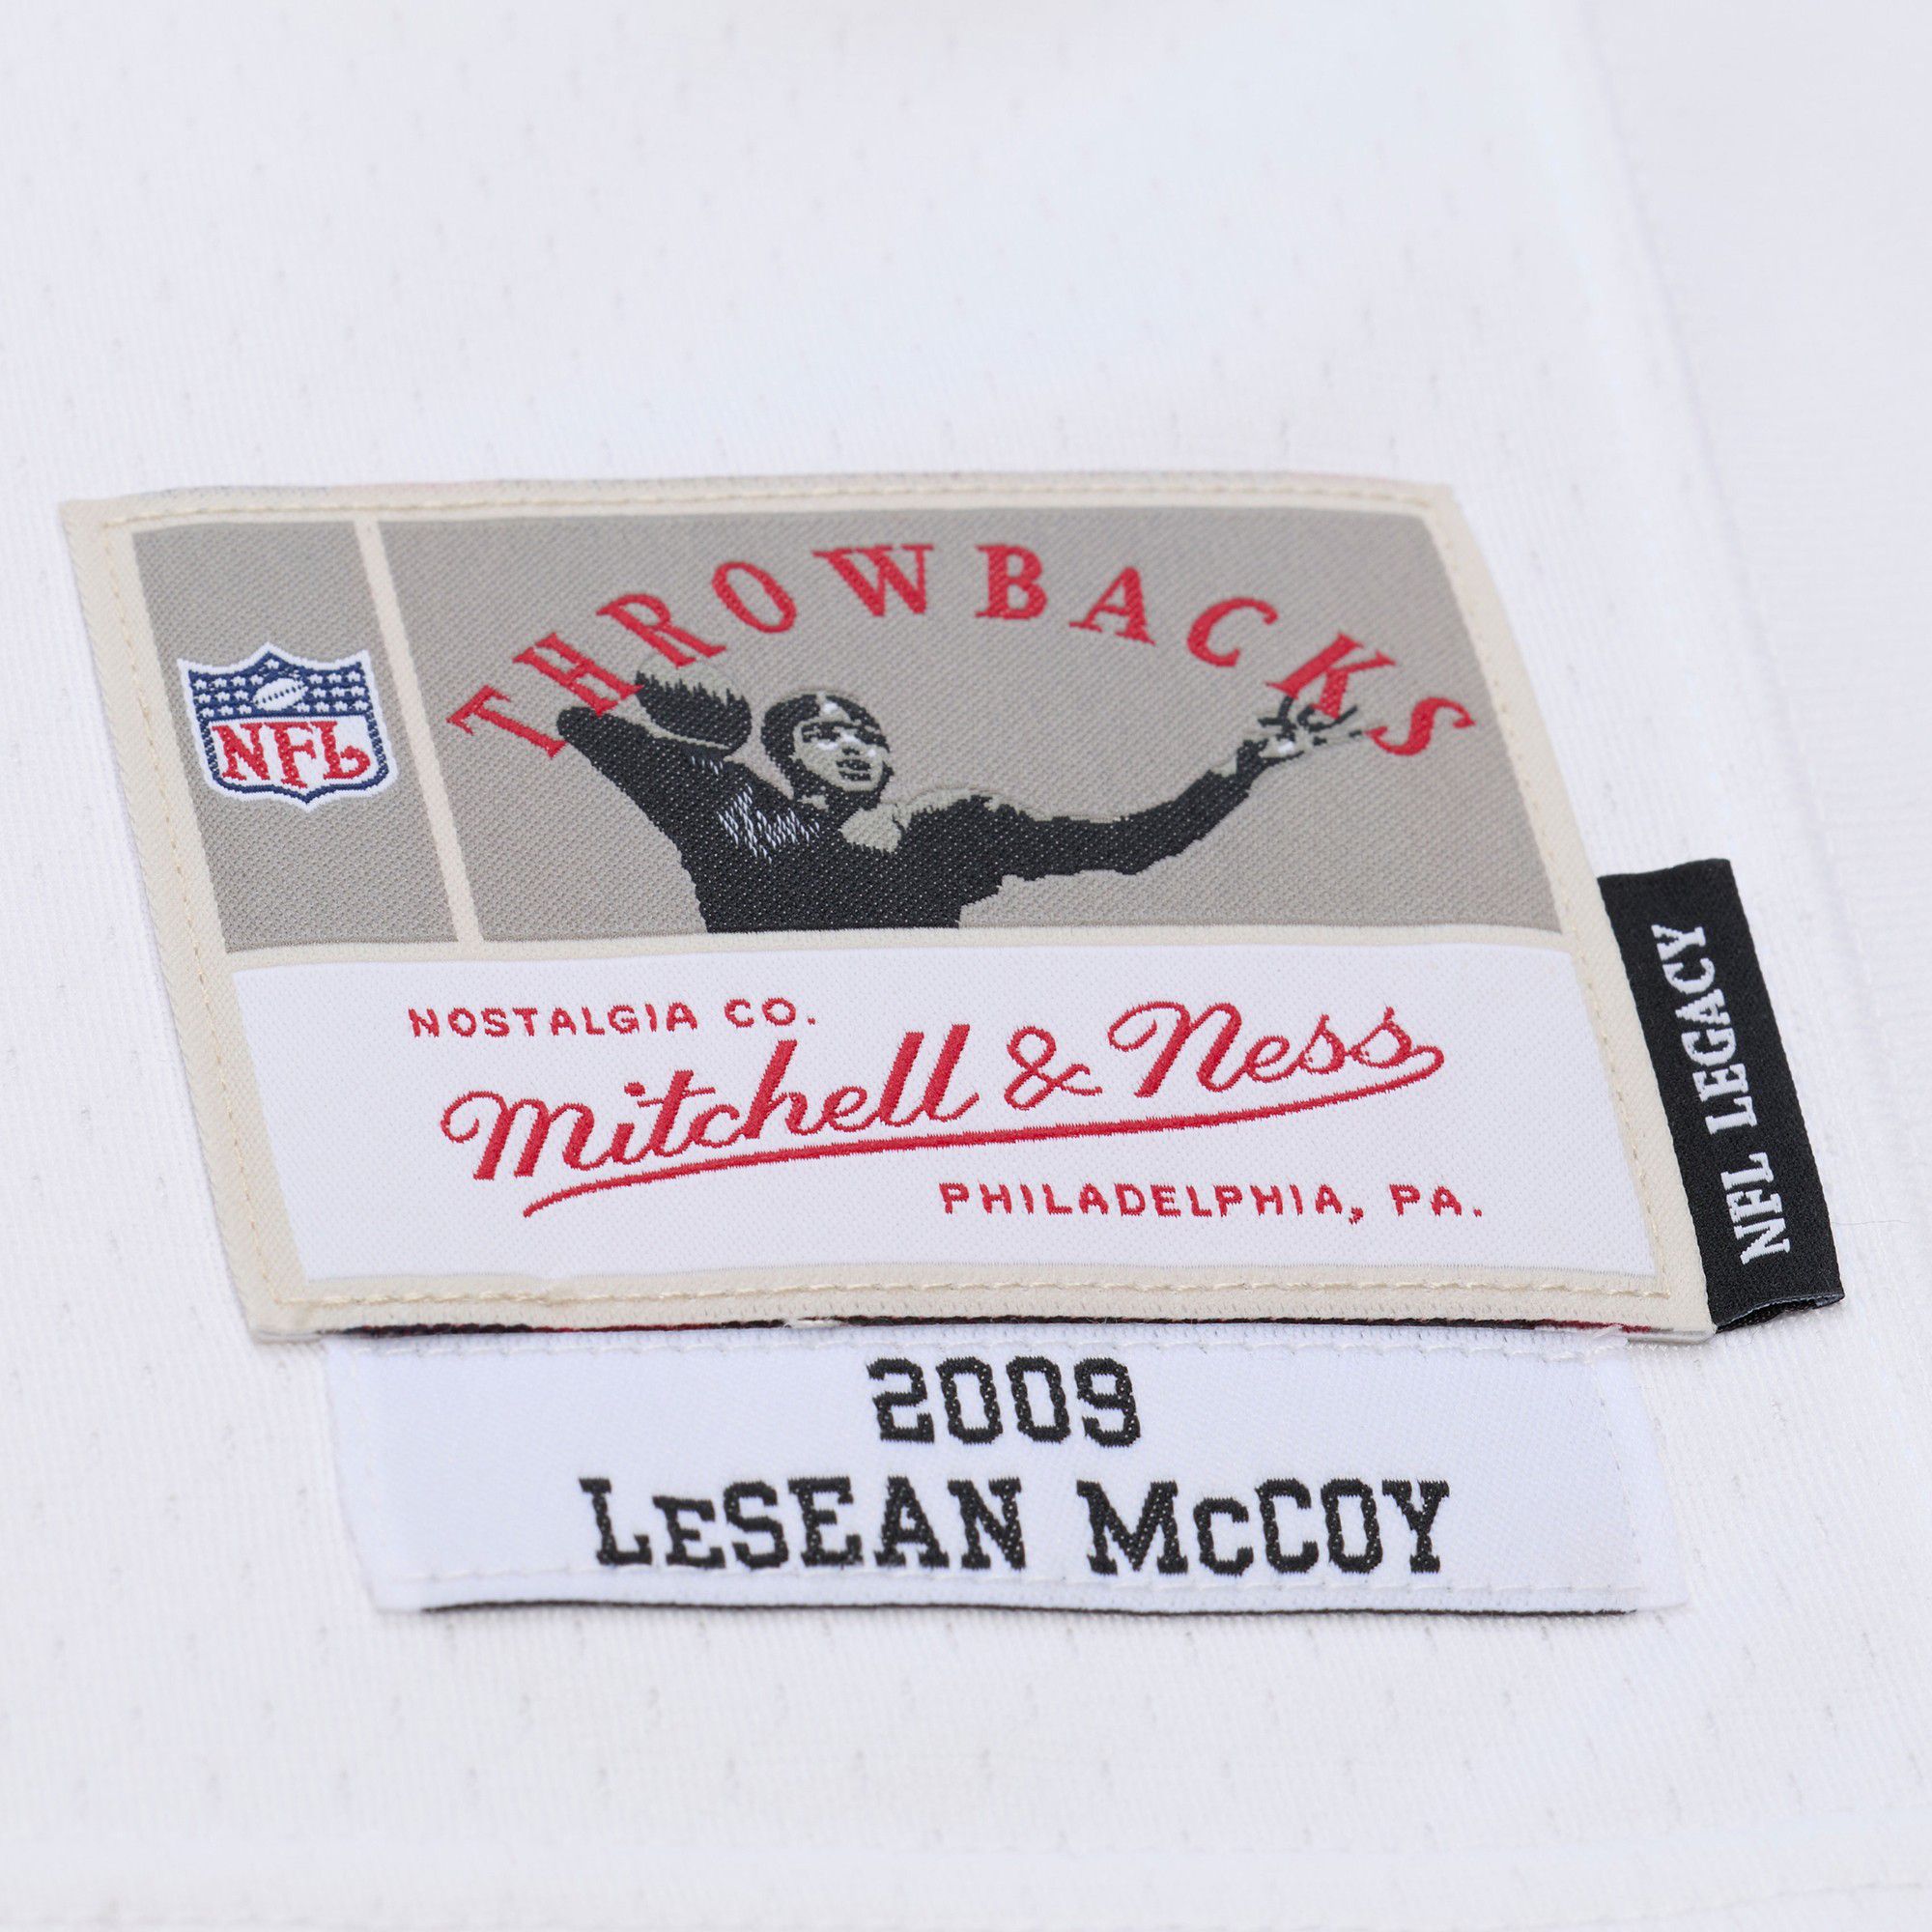 THROWBACKS
NFL
NOSTALGIA CO.
Mitchell & Ness
PHILADELPHIA, PA.
NFL LEGACY
2009
LeSEAN McCOY